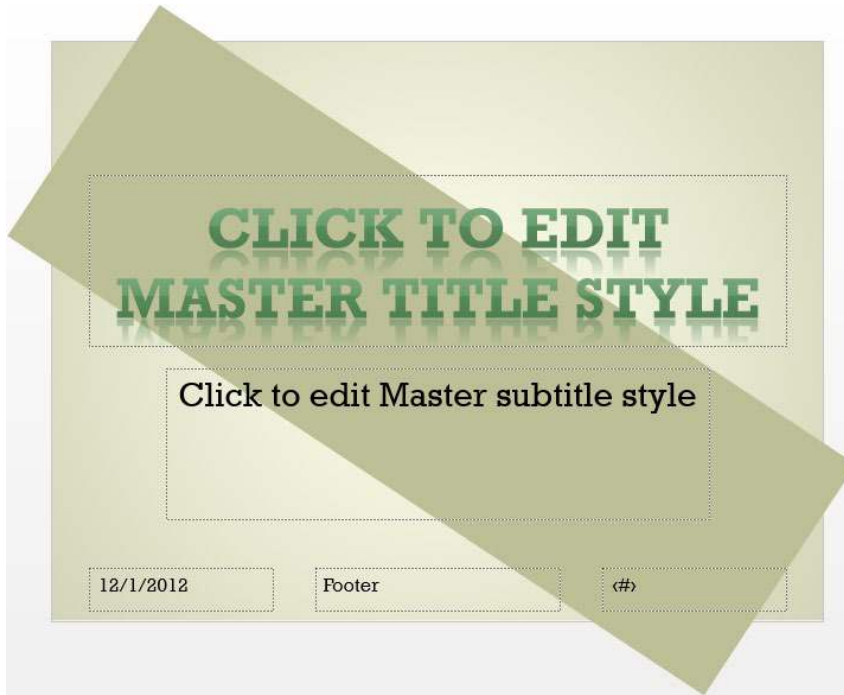 CLICK TO EDIT
MASTER TITLE STYLE
Click to edit Master subtitle style
12/1/2012
Footer
‹#›